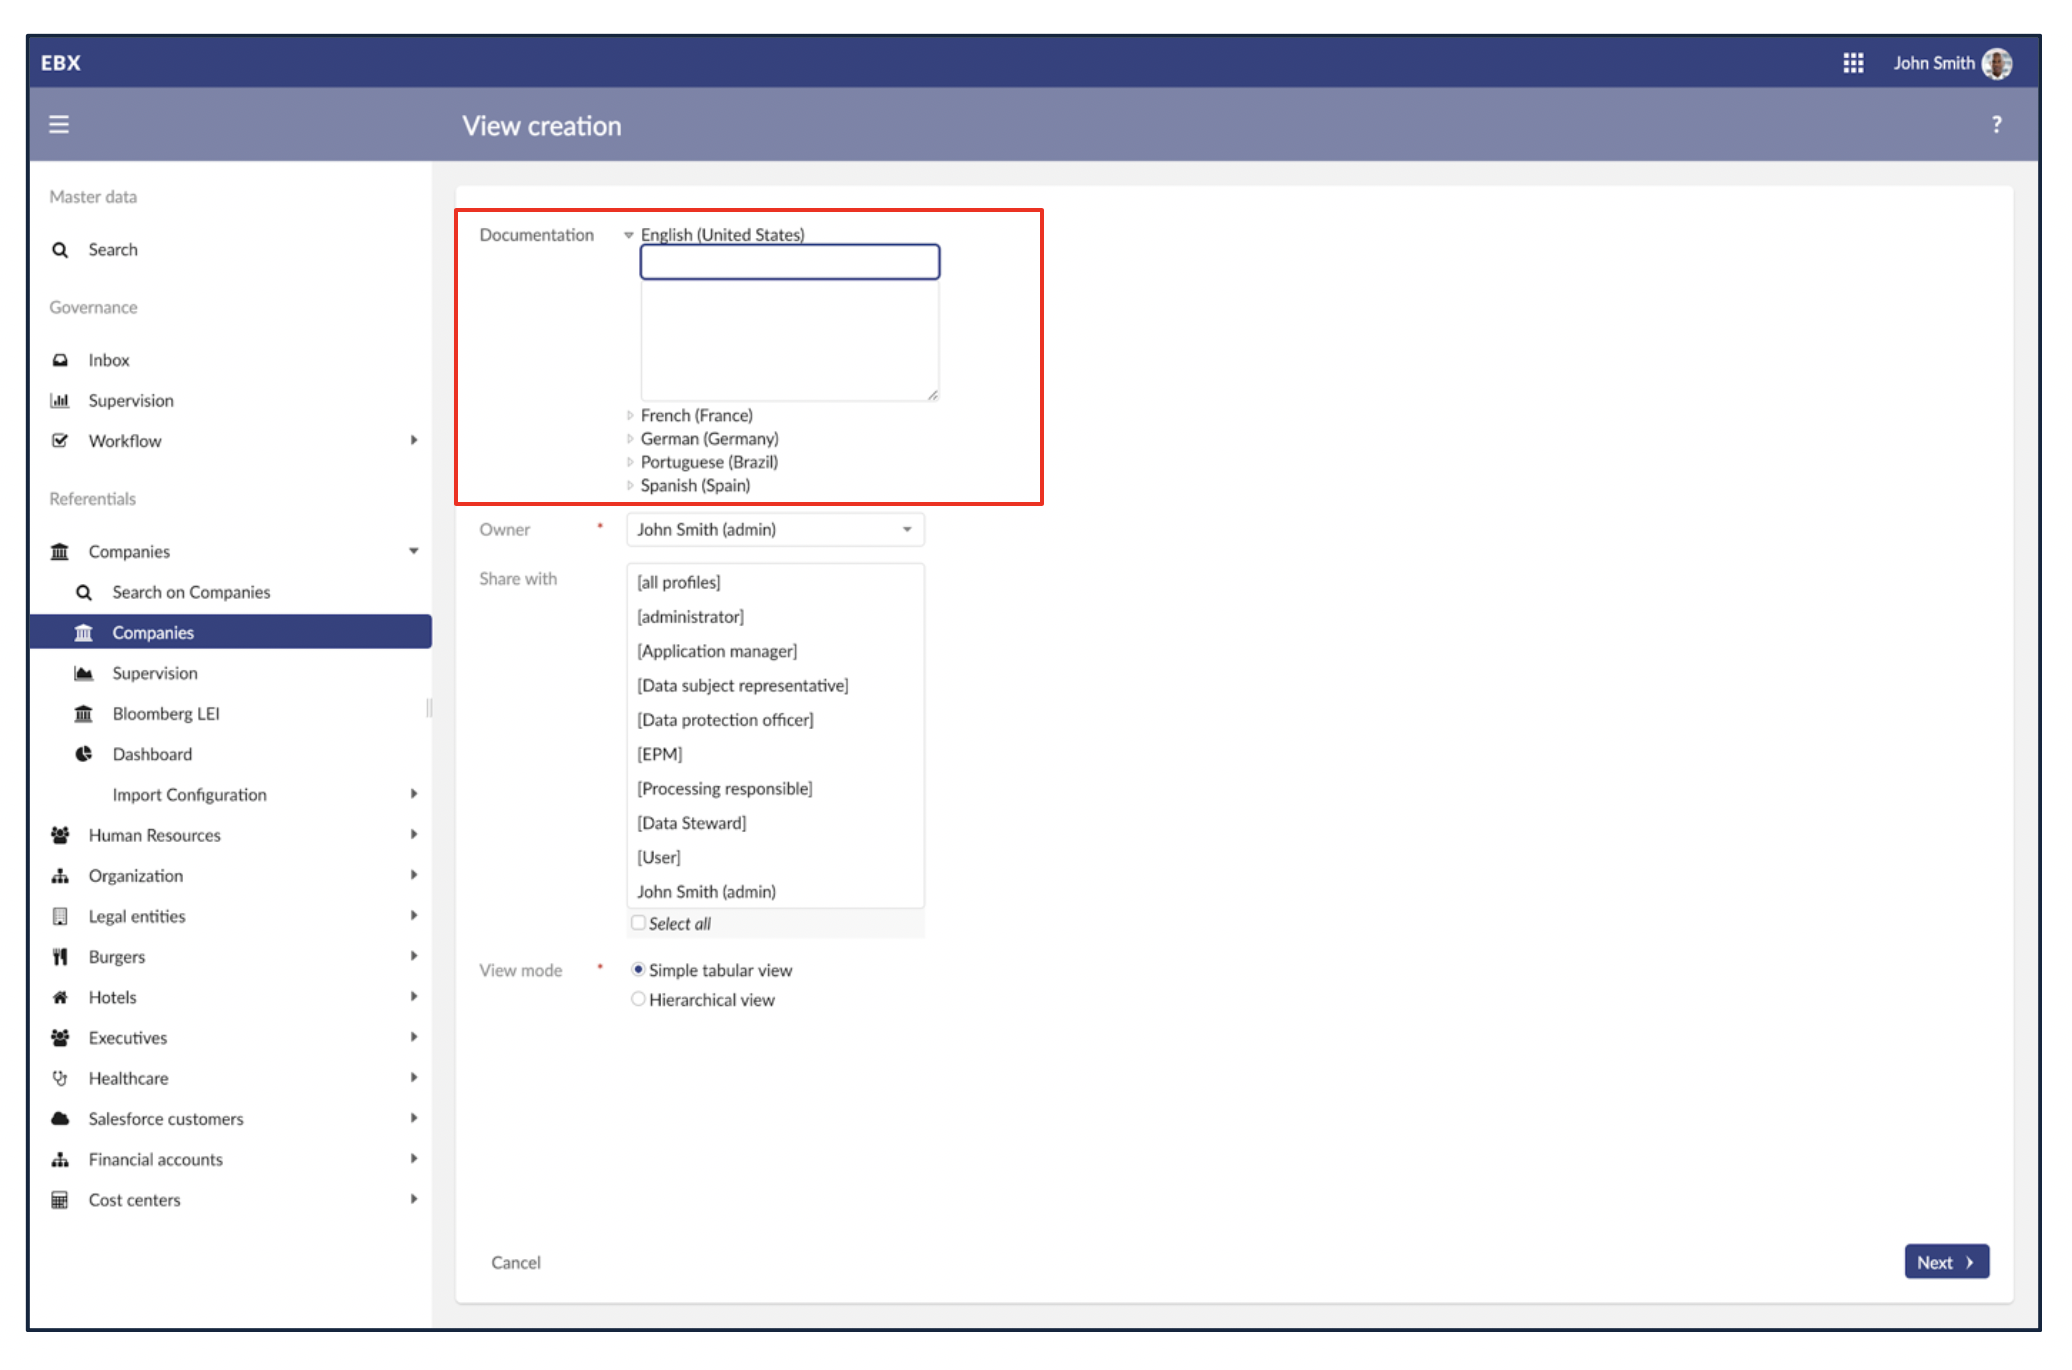 EBX
John Smith
View creation
?
Master data
Search
Governance
Inbox
Supervision
Workflow
Referentials
Companies
Search on Companies
Companies
Supervision
Bloomberg LEI
Dashboard
Import Configuration
Human Resources
Organization
Legal entities
Burgers
Hotels
Executives
Healthcare
Salesforce customers
Financial accounts
Cost centers
Documentation
English (United States)
French (France)
German (Germany)
Portuguese (Brazil)
Spanish (Spain)
Owner * John Smith (admin)
Share with
[all profiles]
[administrator]
[Application manager]
[Data subject representative]
[Data protection officer]
[EPM]
[Processing responsible]
[Data Steward]
[User]
John Smith (admin)
Select all
View mode * Simple tabular view
Hierarchical view
Cancel
Next